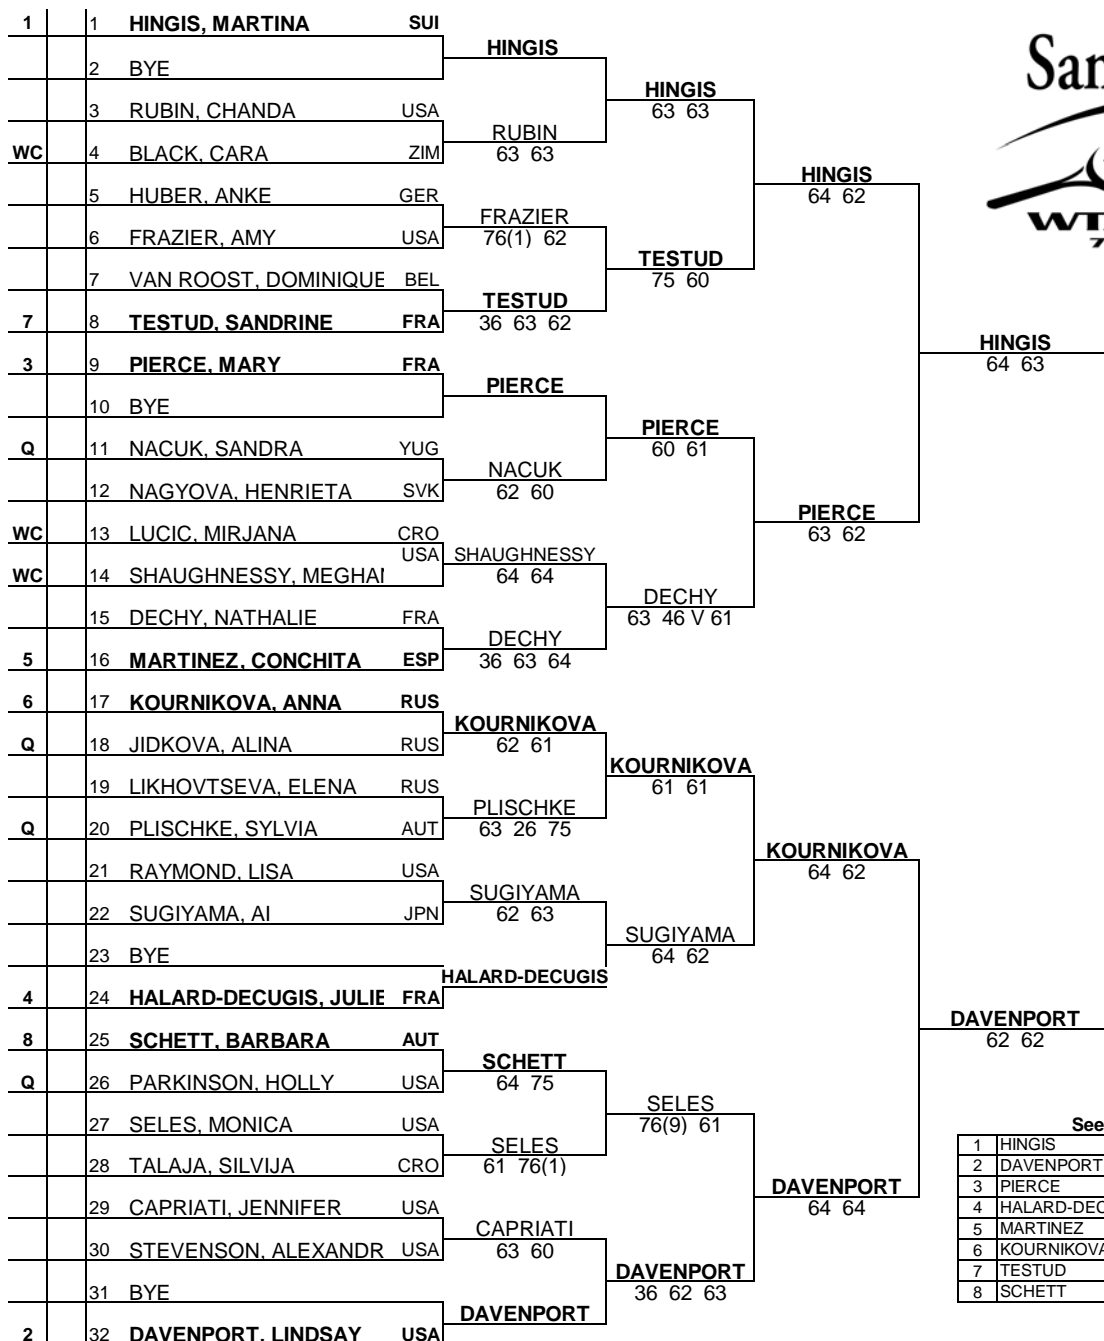 1 1 HINGIS, MARTINA SUI
HINGIS
2 BYE
HINGIS
63 63
3 RUBIN, CHANDA USA
RUBIN
63 63
WC 4 BLACK, CARA ZIM
HINGIS
64 62
5 HUBER, ANKE GER
FRAZIER
76(1) 62
6 FRAZIER, AMY USA
TESTUD
75 60
7 VAN ROOST, DOMINIQUE BEL
TESTUD
36 63 62
7 8 TESTUD, SANDRINE FRA
HINGIS
64 63
3 9 PIERCE, MARY FRA
PIERCE
10 BYE
PIERCE
60 61
Q 11 NACUK, SANDRA YUG
NACUK
62 60
12 NAGYOVA, HENRIETA SVK
PIERCE
63 62
WC 13 LUCIC, MIRJANA CRO
SHAUGHNESSY
64 64
WC 14 SHAUGHNESSY, MEGHA USA
DECHY
63 46 V 61
15 DECHY, NATHALIE FRA
DECHY
36 63 64
5 16 MARTINEZ, CONCHITA ESP
6 17 KOURNIKOVA, ANNA RUS
KOURNIKOVA
62 61
Q 18 JIDKOVA, ALINA RUS
KOURNIKOVA
61 61
19 LIKHOVTSEVA, ELENA RUS
PLISCHKE
63 26 75
Q 20 PLISCHKE, SYLVIA AUT
KOURNIKOVA
64 62
21 RAYMOND, LISA USA
SUGIYAMA
62 63
22 SUGIYAMA, AI JPN
SUGIYAMA
64 62
23 BYE
HALARD-DECUGIS
4 24 HALARD-DECUGIS, JULIE FRA
DAVENPORT
62 62
8 25 SCHETT, BARBARA AUT
SCHETT
64 75
Q 26 PARKINSON, HOLLY USA
SELES
76(9) 61
27 SELES, MONICA USA
SELES
61 76(1)
28 TALAJA, SILVIJA CRO
DAVENPORT
64 64
29 CAPRIATI, JENNIFER USA
CAPRIATI
63 60
30 STEVENSON, ALEXANDR USA
DAVENPORT
36 62 63
31 BYE
DAVENPORT
2 32 DAVENPORT, LINDSAY USA
San
See
1 HINGIS
2 DAVENPORT
3 PIERCE
4 HALARD-DEC
5 MARTINEZ
6 KOURNIKOVA
7 TESTUD
8 SCHETT